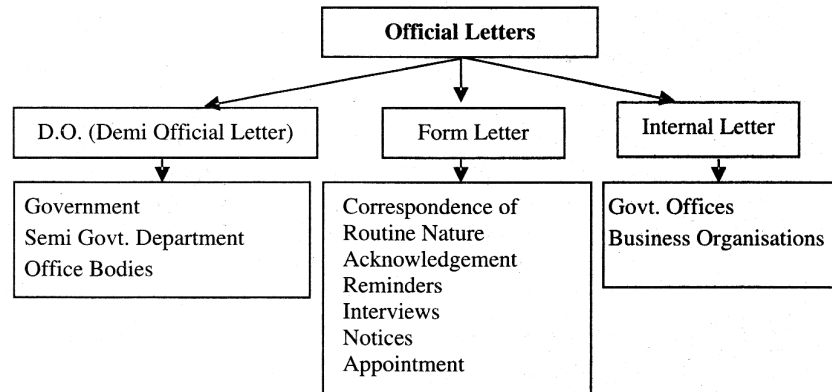 Official Letters
D.O. (Demi Official Letter)
Form Letter
Internal Letter
Government
Semi Govt. Department
Office Bodies
Correspondence of
Routine Nature
Acknowledgement
Reminders
Interviews
Notices
Appointment
Govt. Offices
Business Organisations